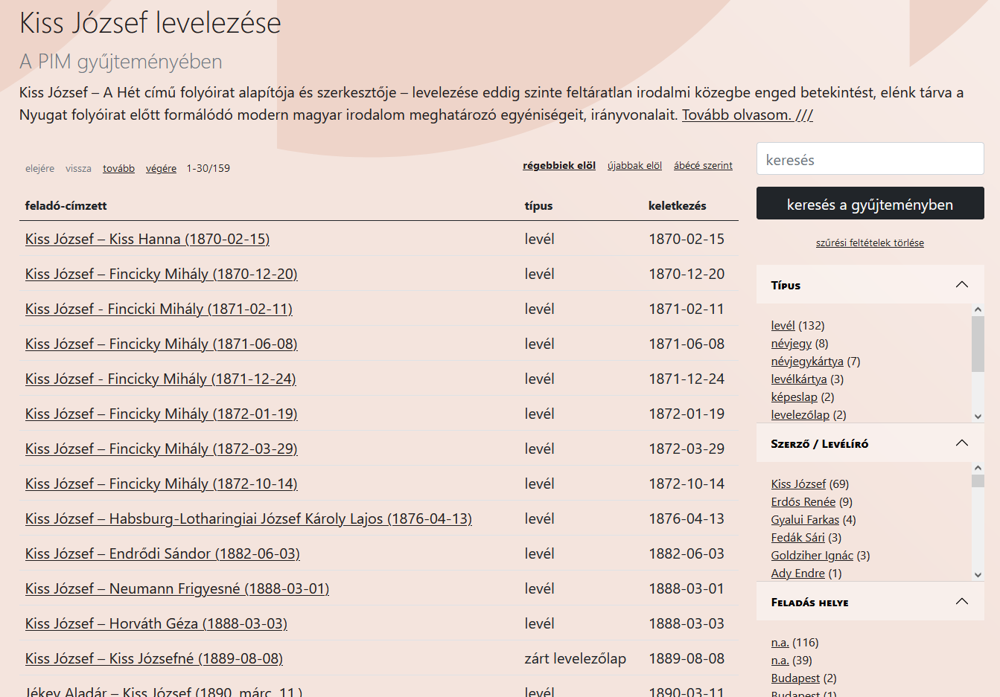 Kiss József levelezése
A PIM gyűjteményében
Kiss József – A Hét című folyóirat alapítója és szerkesztője – levelezése eddig szinte feltáratlan irodalmi közegbe enged betekintést, elénk tárva a
Nyugat folyóirat előtt formálódó modern magyar irodalom meghatározó egyéniségeit, irányvonalait. Tovább olvasom. ///
elejére vissza tovább végére 1-30/159
régebbiek elöl újabbak elöl ábécé szerint
feladó-címzett típus keletkezés
Kiss József – Kiss Hanna (1870-02-15) levél 1870-02-15
Kiss József – Fincicky Mihály (1870-12-20) levél 1870-12-20
Kiss József - Fincicki Mihály (1871-02-11) levél 1871-02-11
Kiss József – Fincicky Mihály (1871-06-08) levél 1871-06-08
Kiss József - Fincicky Mihály (1871-12-24) levél 1871-12-24
Kiss József – Fincicky Mihály (1872-01-19) levél 1872-01-19
Kiss József – Fincicky Mihály (1872-03-29) levél 1872-03-29
Kiss József – Fincicky Mihály (1872-10-14) levél 1872-10-14
Kiss József – Habsburg-Lotharingiai József Károly Lajos (1876-04-13) levél 1876-04-13
Kiss József – Endrődi Sándor (1882-06-03) levél 1882-06-03
Kiss József – Neumann Frigyesné (1888-03-01) levél 1888-03-01
Kiss József – Horváth Géza (1888-03-03) levél 1888-03-03
Kiss József – Kiss Józsefné (1889-08-08) zárt levelezőlap 1889-08-08
Jékey Aladár – Kiss József (1890. márc. 11.) levél 1890-03-11
keresés
keresés a gyűjteményben
szűrési feltételek törlése
Típus
levél (132)
névjegy (8)
névjegykártya (7)
levélkártya (3)
képeslap (2)
levelezőlap (2)
Szerző / Levélíró
Kiss József (69)
Erdős Renée (9)
Gyalui Farkas (4)
Fedák Sári (3)
Goldziher Ignác (3)
Ady Endre (1)
Feladás helye
n.a. (116)
n.a. (39)
Budapest (2)
Budapest (1)